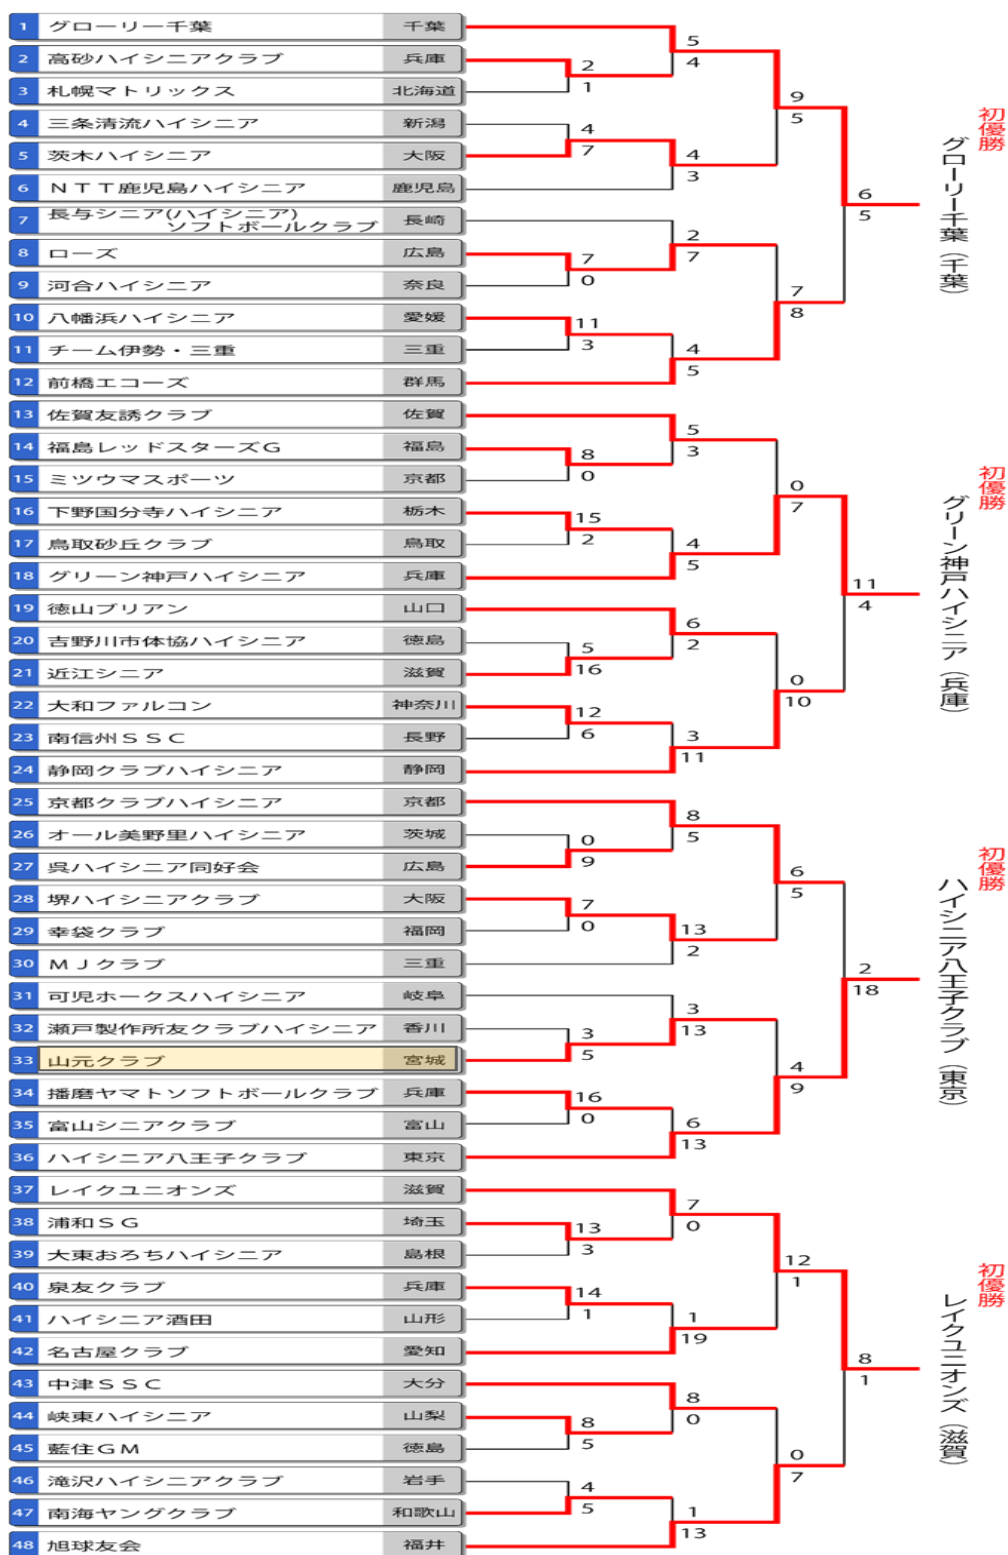 1 グローリー千葉 千葉
2 高砂ハイシニアクラブ 兵庫
3 札幌マトリックス 北海道
4 三条清流ハイシニア 新潟
5 茨木ハイシニア 大阪
6 NTT鹿児島ハイシニア 鹿児島
7 長与シニア(ハイシニア) 長崎
ソフトボールクラブ
8 ローズ 広島
9 河合ハイシニア 奈良
10 八幡浜ハイシニア 愛媛
11 チーム伊勢・三重 三重
12 前橋エコーズ 群馬
13 佐賀友誘クラブ 佐賀
14 福島レッドスターズG 福島
15 ミツウマスポーツ 京都
16 下野国分寺ハイシニア 栃木
17 鳥取砂丘クラブ 鳥取
18 グリーン神戸ハイシニア 兵庫
19 徳山ブリアン 山口
20 吉野川市体協ハイシニア 徳島
21 近江シニア 滋賀
22 大和ファルコン 神奈川
23 南信州SSC 長野
24 静岡クラブハイシニア 静岡
25 京都クラブハイシニア 京都
26 オール美野里ハイシニア 茨城
27 呉ハイシニア同好会 広島
28 堺ハイシニアクラブ 大阪
29 幸袋クラブ 福岡
30 MJクラブ 三重
31 可児ホークスハイシニア 岐阜
32 瀬戸製作所友クラブハイシニア 香川
33 山元クラブ 宮城
34 播磨ヤマトソフトボールクラブ 兵庫
35 富山シニアクラブ 富山
36 ハイシニア八王子クラブ 東京
37 レイクユニオンズ 滋賀
38 浦和SG 埼玉
39 大東おろちハイシニア 島根
40 泉友クラブ 兵庫
41 ハイシニア酒田 山形
42 名古屋クラブ 愛知
43 中津SSC 大分
44 峡東ハイシニア 山梨
45 藍住GM 徳島
46 滝沢ハイシニアクラブ 岩手
47 南海ヤングクラブ 和歌山
48 旭球友会 福井
2
1
4
7
7
0
11
3
8
0
15
2
5
16
12
6
0
9
7
0
3
5
16
0
13
3
14
1
8
5
4
5
5
4
4
3
2
7
4
5
5
3
4
5
6
2
3
11
8
5
13
2
3
13
6
13
7
0
1
19
8
0
1
13
9
5
7
8
0
7
0
10
6
5
4
9
12
1
0
7
6
5
11
4
2
18
8
1
初優勝
グローリー千葉(千葉)
初優勝
グリーン神戸ハイシニア(兵庫)
初優勝
ハイシニア八王子クラブ(東京)
初優勝
レイクユニオンズ(滋賀)